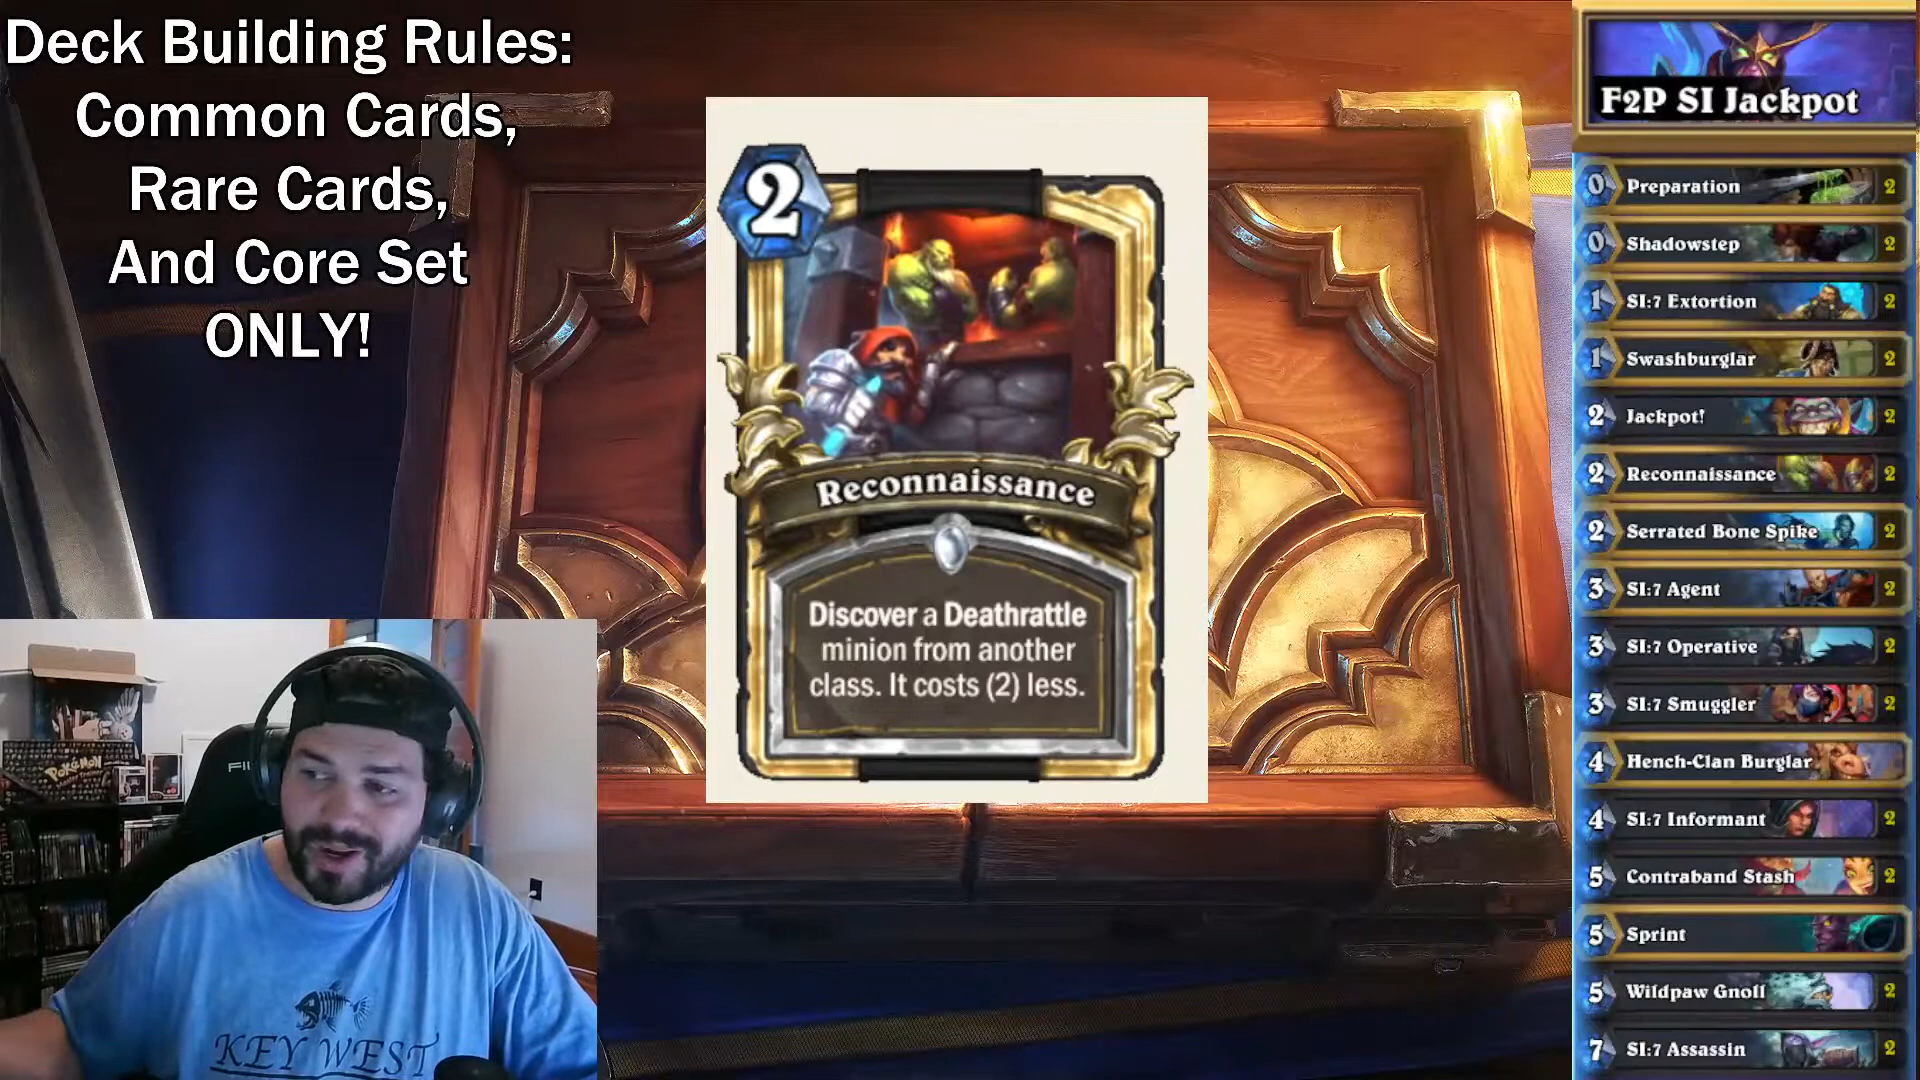 Deck Building Rules:
Common Cards,
Rare Cards,
And Core Set
ONLY!
2
Reconnaissance
Discover a Deathrattle
minion from another
class. It costs (2) less.
POKéMON
KEY WEST
F2P SI Jackpot
0 Preparation 2
0 Shadowstep 2
1 SI:7 Extortion 2
1 Swashburglar 2
2 Jackpot! 2
2 Reconnaissance 2
2 Serrated Bone Spike 2
3 SI:7 Agent 2
3 SI:7 Operative 2
3 SI:7 Smuggler 2
4 Hench-Clan Burglar 2
4 SI:7 Informant 2
5 Contraband Stash 2
5 Sprint 2
5 Wildpaw Gnoll 2
7 SI:7 Assassin 2